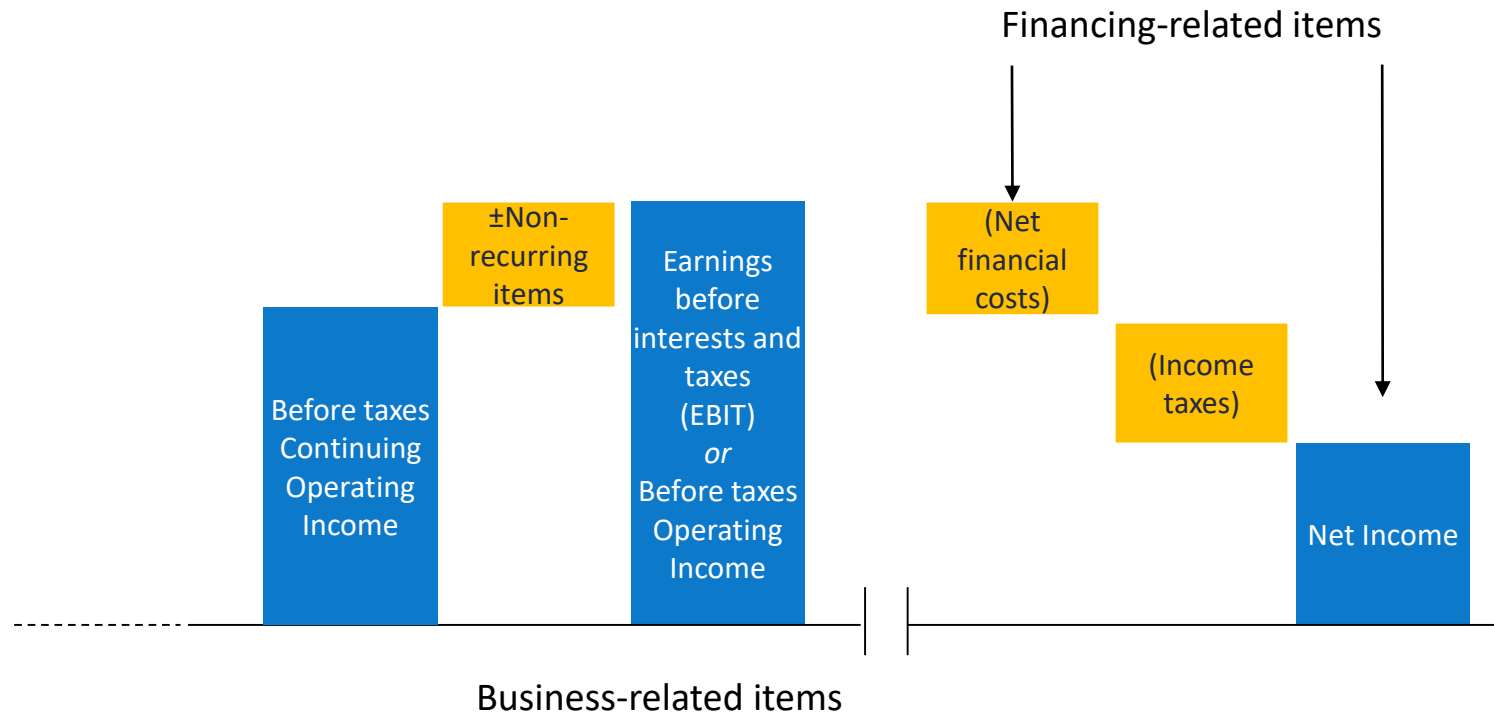 Financing-related items
±Non-
recurring
items
Earnings
before
interests and
taxes
(EBIT)
or
Before taxes
Operating
Income
(Net
financial
costs)
(Income
taxes)
Before taxes
Continuing
Operating
Income
Net Income
Business-related items